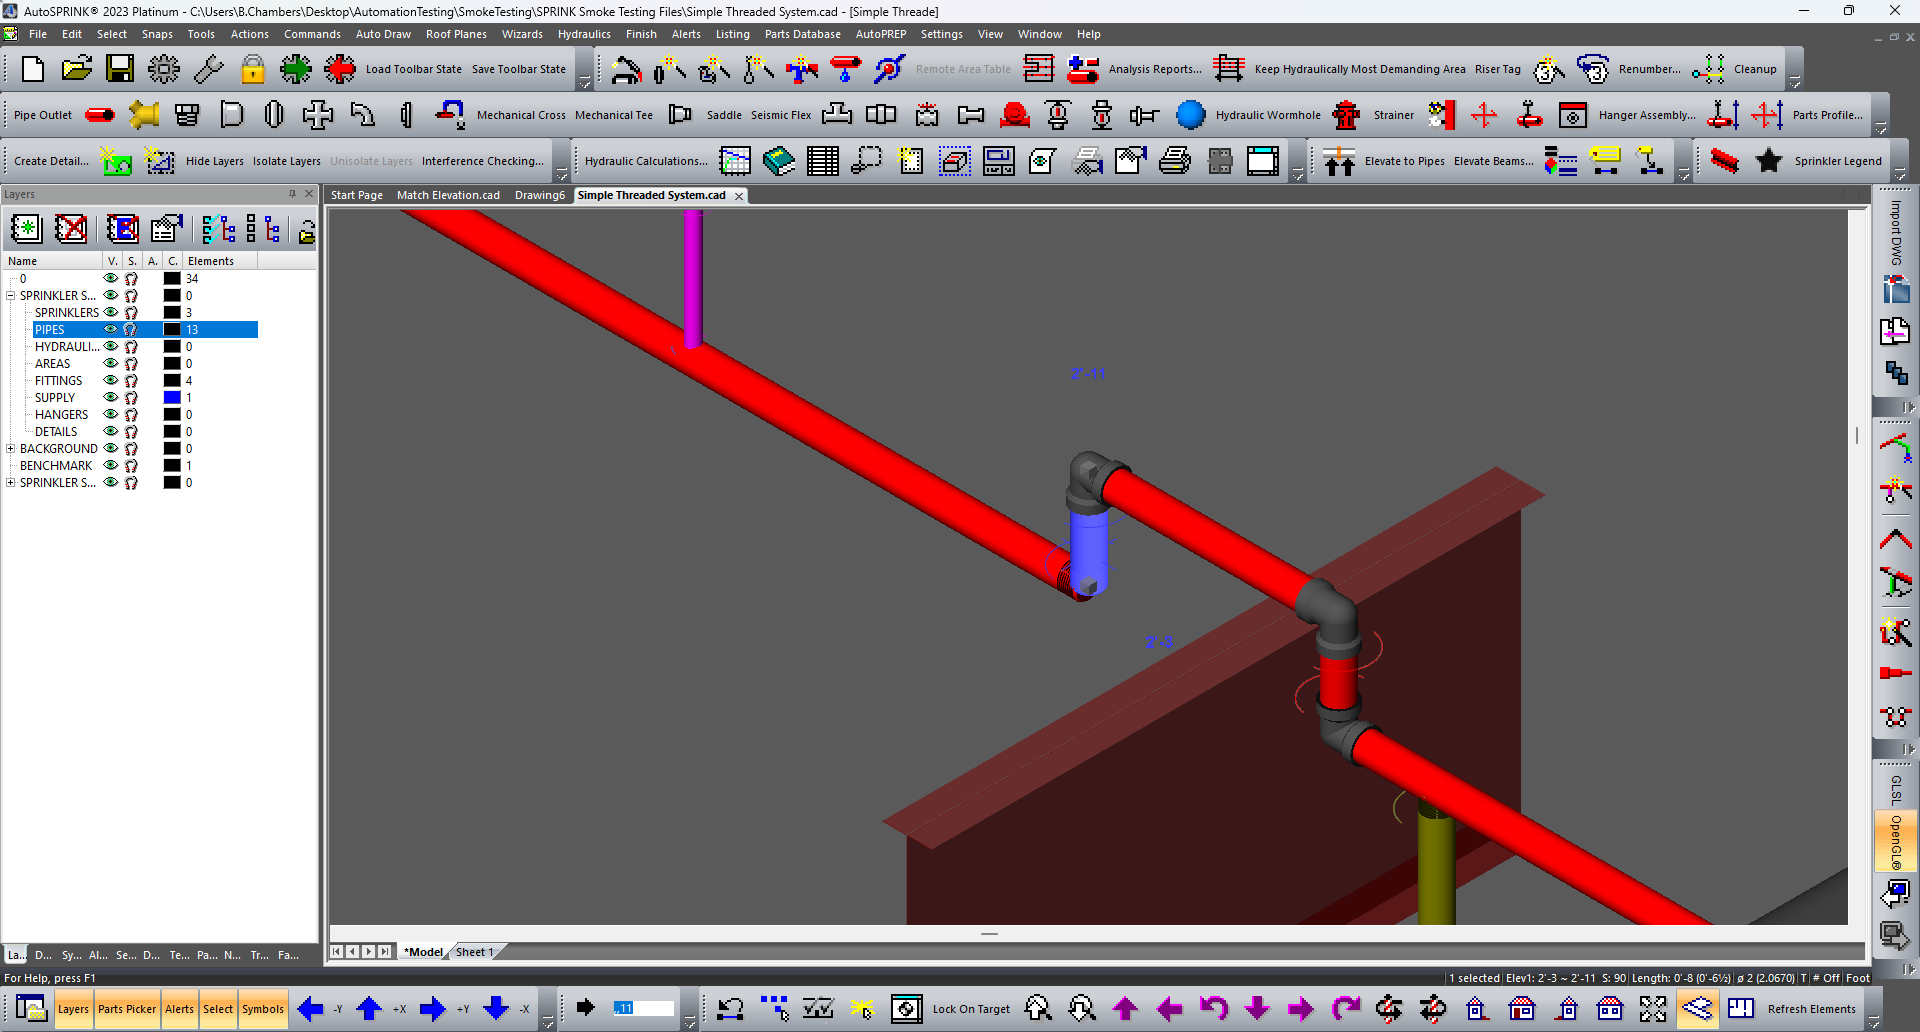 AutoSPRINK® 2023 Platinum - C:\Users\B.Chambers\Desktop\AutomationTesting\SmokeTesting\SPRINK Smoke Testing Files\Simple Threaded System.cad - [Simple Threade]
File Edit Select Snaps Tools Actions Commands Auto Draw Roof Planes Wizards Hydraulics Finish Alerts Listing Parts Database AutoPREP Settings View Window Help
Load Toolbar State Save Toolbar State Remote Area Table Analysis Reports... Keep Hydraulically Most Demanding Area Riser Tag Renumber... Cleanup
Pipe Outlet Mechanical Cross Mechanical Tee Saddle Seismic Flex Hydraulic Wormhole Strainer Hanger Assembly... Parts Profile...
Create Detail... Hide Layers Isolate Layers Unisolate Layers Interference Checking... Hydraulic Calculations... Elevate to Pipes Elevate Beams... Sprinkler Legend
Layers
Start Page Match Elevation.cad Drawing6 Simple Threaded System.cad
Name V. S. A. C. Elements
0 34
SPRINKLER S... 0
SPRINKLERS 3
PIPES 13
HYDRAULI... 0
AREAS 0
FITTINGS 4
SUPPLY 1
HANGERS 0
DETAILS 0
BACKGROUND 0
BENCHMARK 1
SPRINKLER S... 0
2'-11
2'-3
Import DWG
GLSL
OpenGL®
La... D... Sy... Al... Se... D... Te... Pa... N... Tr... Fa...
*Model Sheet 1
For Help, press F1
1 selected Elev1: 2'-3 ~ 2'-11 S: 90 Length: 0'-8 (0'-6½) ø 2 (2.0670) T # Off Foot
Layers Parts Picker Alerts Select Symbols -Y +X +Y -X ,,11 Lock On Target Refresh Elements